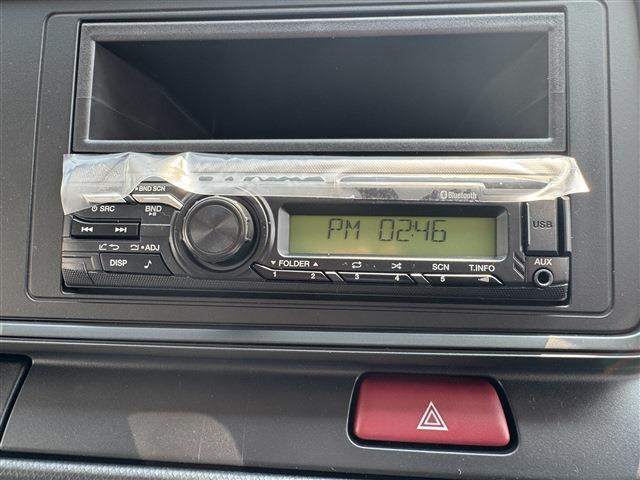 BND SCN
Bluetooth
SRC
BND
USB
PM 02:46
ADJ
FOLDER
SCN
T.INFO
AUX
DISP
1
2
3
4
5